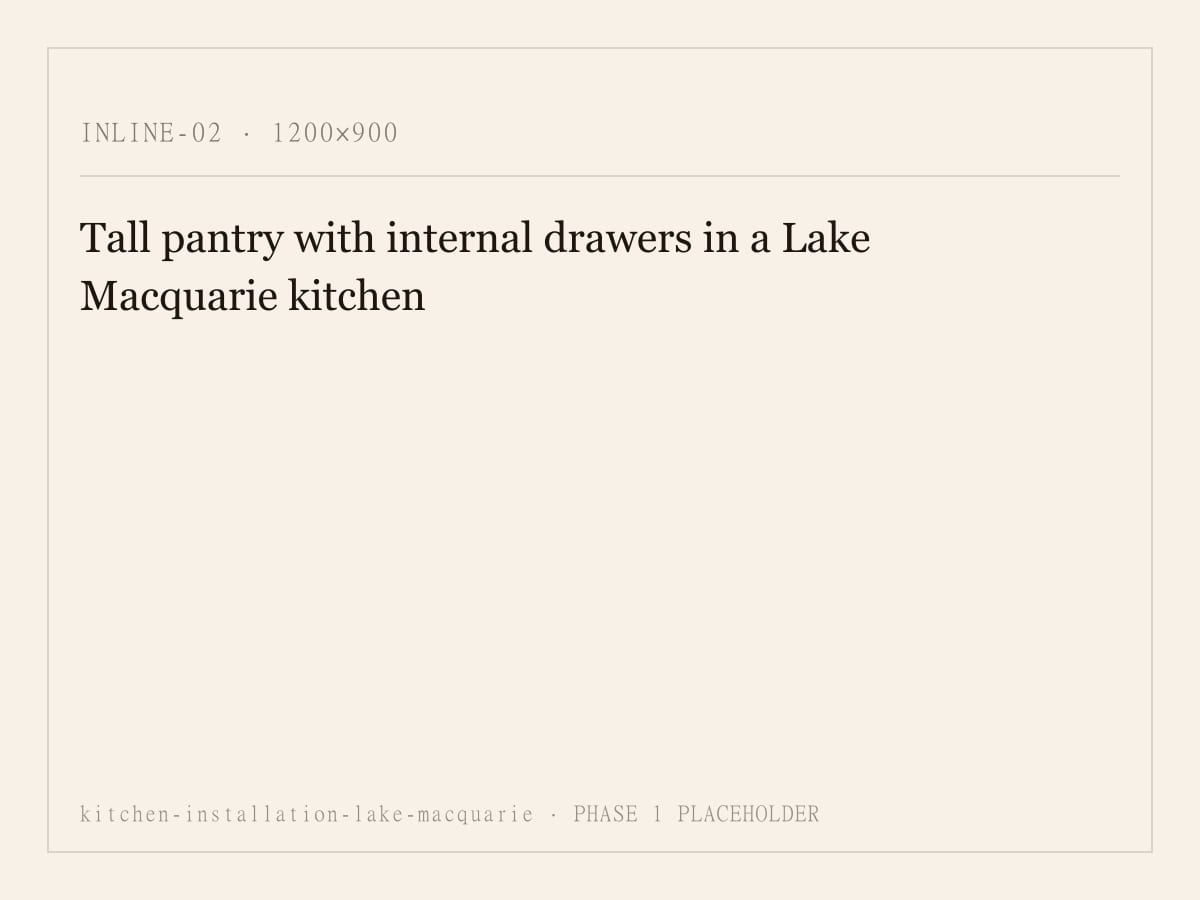 INLINE-02 · 1200×900
Tall pantry with internal drawers in a Lake
Macquarie kitchen
kitchen-installation-lake-macquarie · PHASE 1 PLACEHOLDER